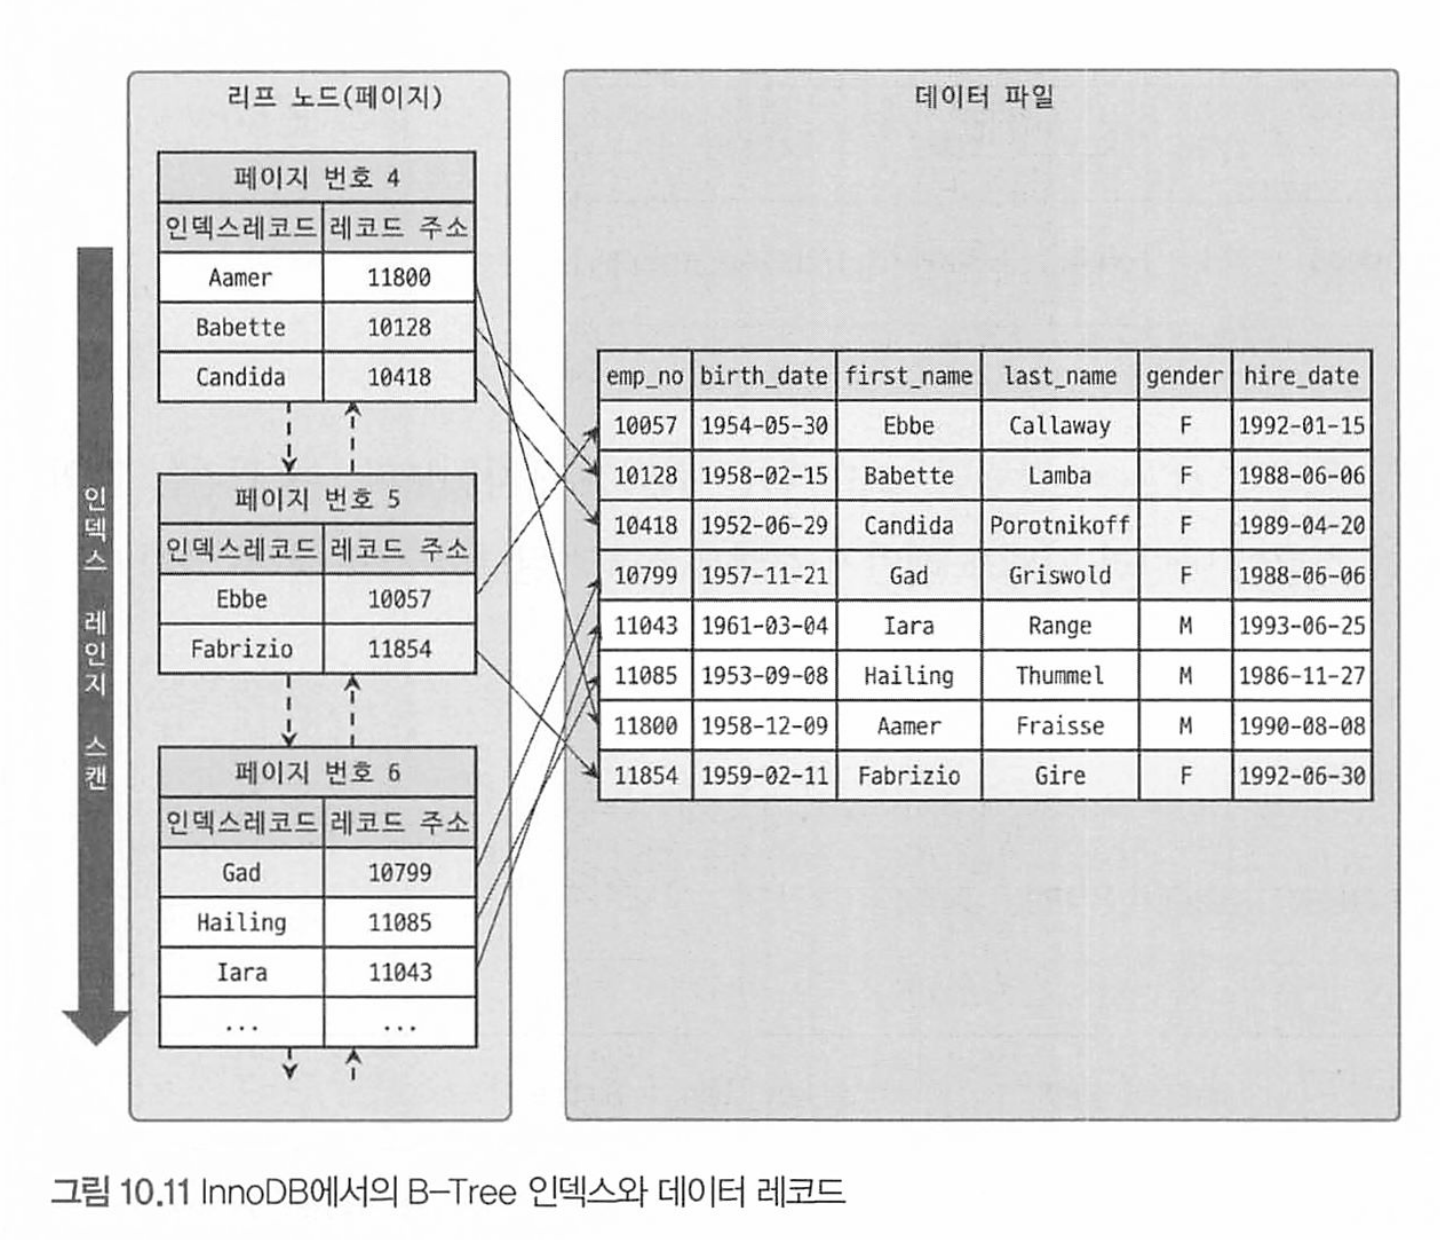 리프 노드(페이지)
페이지 번호 4
인덱스레코드 레코드 주소
Aamer 11800
Babette 10128
Candida 10418
페이지 번호 5
인덱스레코드 레코드 주소
Ebbe 10057
Fabrizio 11854
페이지 번호 6
인덱스레코드 레코드 주소
Gad 10799
Hailing 11085
Iara 11043
... ...
인덱스 레인지 스캔
데이터 파일
emp_no birth_date first_name last_name gender hire_date
10057 1954-05-30 Ebbe Callaway F 1992-01-15
10128 1958-02-15 Babette Lamba F 1988-06-06
10418 1952-06-29 Candida Porotnikoff F 1989-04-20
10799 1957-11-21 Gad Griswold F 1988-06-06
11043 1961-03-04 Iara Range M 1993-06-25
11085 1953-09-08 Hailing Thummel M 1986-11-27
11800 1958-12-09 Aamer Fraisse M 1990-08-08
11854 1959-02-11 Fabrizio Gire F 1992-06-30
그림 10.11 InnoDB에서의 B-Tree 인덱스와 데이터 레코드